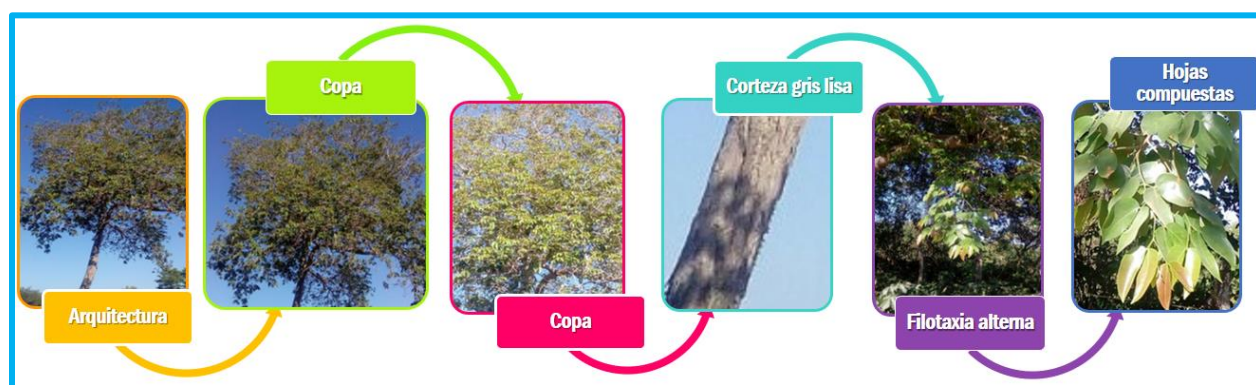 Arquitectura
Copa
Copa
Corteza gris lisa
Filotaxia alterna
Hojas
compuestas